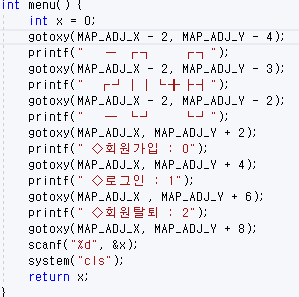 int menu() {
int x = 0;
gotoxy(MAP_ADJ_X - 2, MAP_ADJ_Y - 4);
printf("   ─  ┌┐     ┌┐ ");
gotoxy(MAP_ADJ_X - 2, MAP_ADJ_Y - 3);
printf("  ┌┘││└╋├┤ ");
gotoxy(MAP_ADJ_X - 2, MAP_ADJ_Y - 2);
printf("   ─  └┘     └┘ ");
gotoxy(MAP_ADJ_X, MAP_ADJ_Y + 2);
printf(" ◇회원가입 : 0");
gotoxy(MAP_ADJ_X, MAP_ADJ_Y + 4);
printf(" ◇로그인 : 1");
gotoxy(MAP_ADJ_X , MAP_ADJ_Y + 6);
printf(" ◇회원탈퇴 : 2");
gotoxy(MAP_ADJ_X, MAP_ADJ_Y + 8);
scanf("%d", &x);
system("cls");
return x;
}